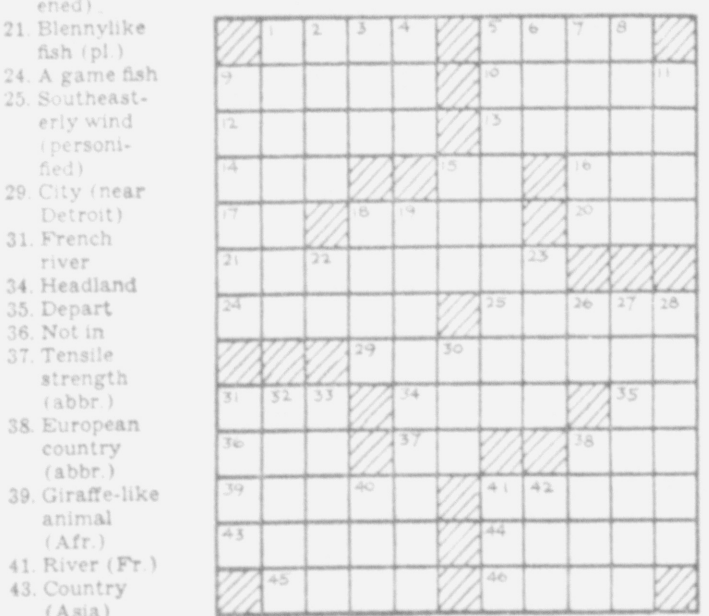 ened).
21. Blennylike
fish (pl.)
24. A game fish
25. Southeast-
erly wind
(personi-
fied)
29. City (near
Detroit)
31. French
river
34. Headland
35. Depart
36. Not in
37. Tensile
strength
(abbr.)
38. European
country
(abbr.)
39. Giraffe-like
animal
(Afr.)
41. River (Fr.)
43. Country
(Asia)
1 2 3 4 5 6 7 8
9 10 11
12 13
14 15 16
17 18 19 20
21 22 23
24 25 26 27 28
29 30
31 32 33 34 35
36 37 38
39 40 41 42
43 44
45 46